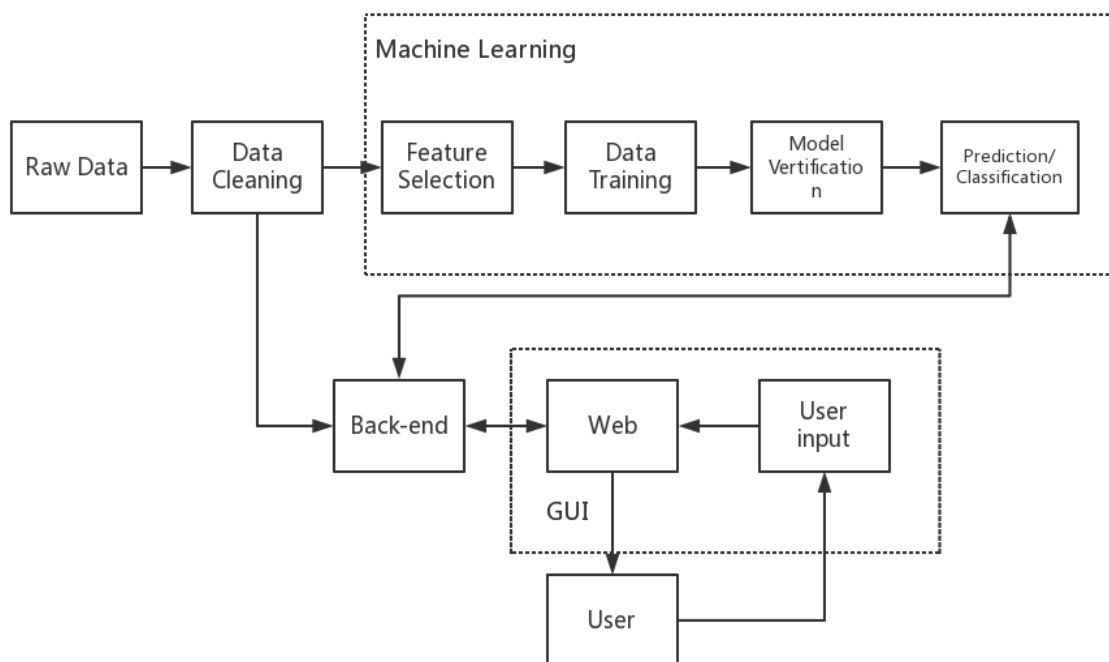 Machine Learning
Raw Data
Data
Cleaning
Feature
Selection
Data
Training
Model
Vertificatio
n
Prediction/
Classification
Back-end
Web
User
input
GUI
User